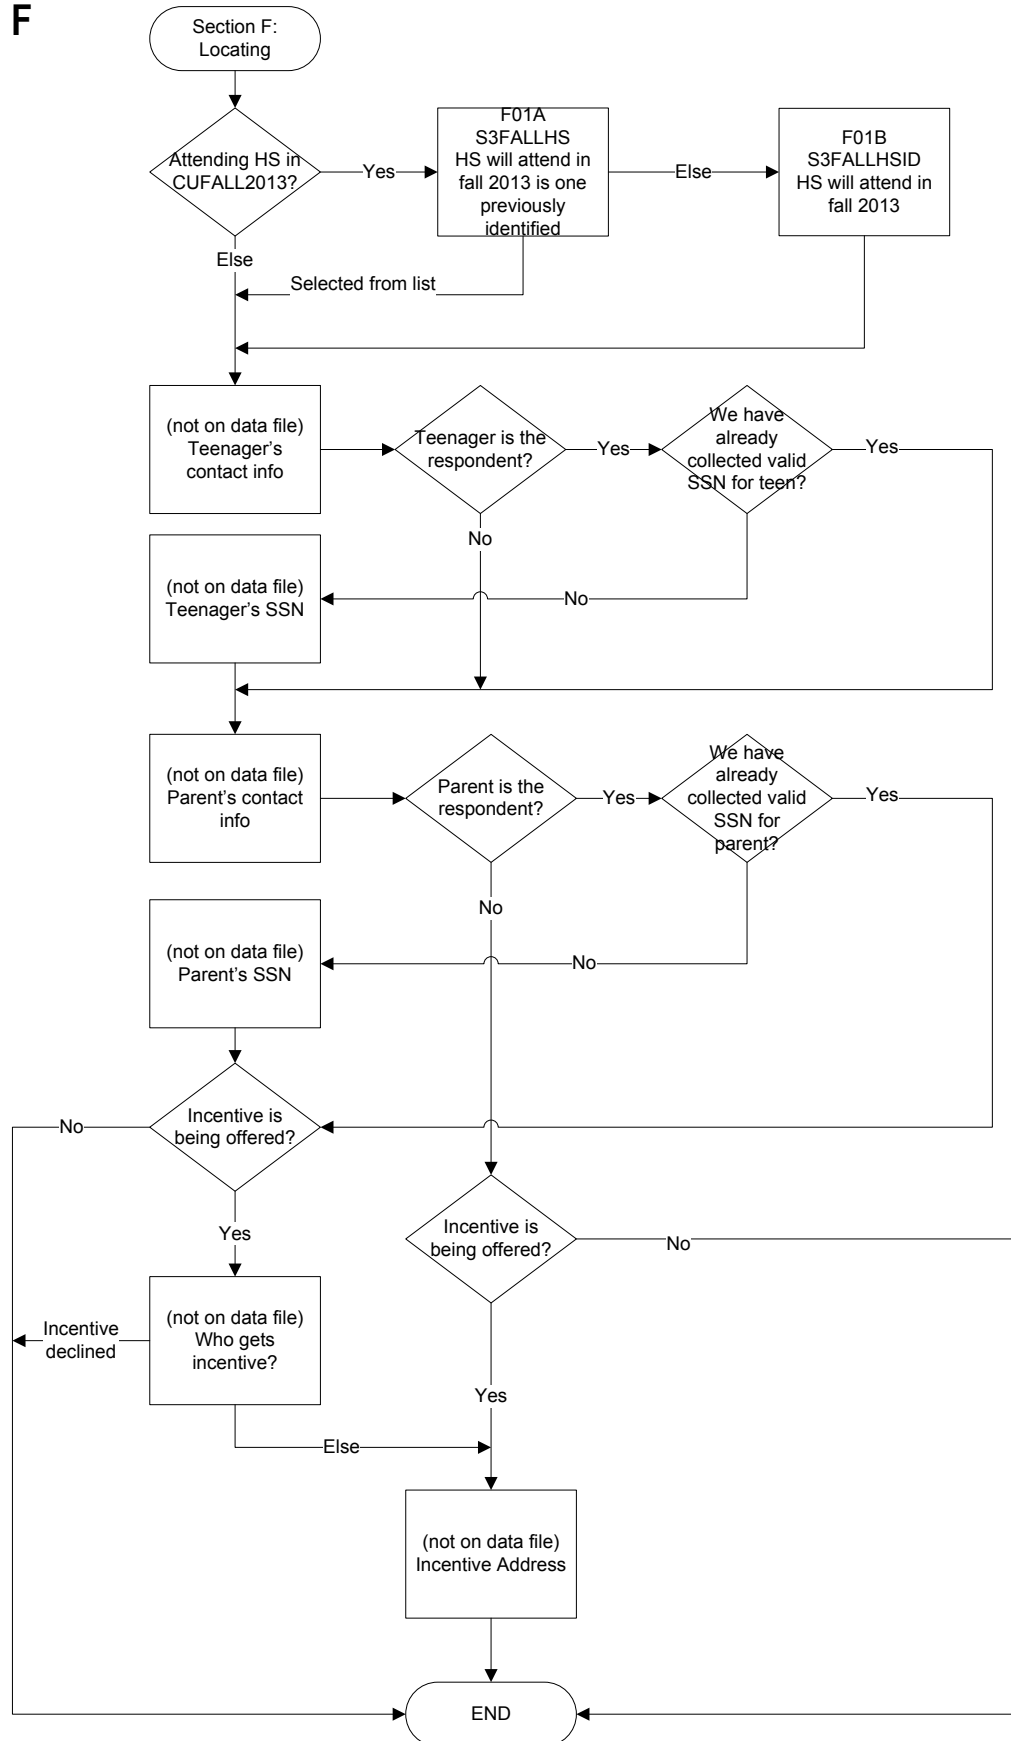 F
Section F:
Locating
Attending HS in
CUFALL2013?
Yes
F01A
S3FALLHS
HS will attend in
fall 2013 is one
previously
identified
Else
F01B
S3FALLHSID
HS will attend in
fall 2013
Else
Selected from list
(not on data file)
Teenager's
contact info
Teenager is the
respondent?
Yes
We have
already
collected valid
SSN for teen?
Yes
No
(not on data file)
Teenager's SSN
No
(not on data file)
Parent's contact
info
Parent is the
respondent?
Yes
We have
already
collected valid
SSN for
parent?
Yes
No
(not on data file)
Parent's SSN
No
Incentive is
being offered?
No
Yes
Incentive is
being offered?
No
(not on data file)
Who gets
incentive?
Incentive
declined
Yes
Else
(not on data file)
Incentive Address
END